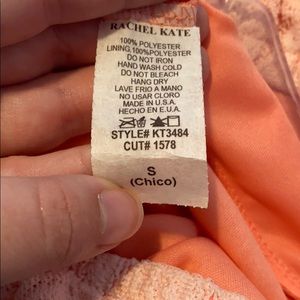 RACHEL KATE
100% POLYESTER
LINING,100%POLYESTER
DO NOT IRON
HAND WASH COLD
DO NOT BLEACH
HANG DRY
LAVE FRIO A MANO
NO USAR CLORO
MADE IN U.S.A.
HECHO EN E.U.A.
STYLE# KT3484
CUT# 1578
S
(Chico)